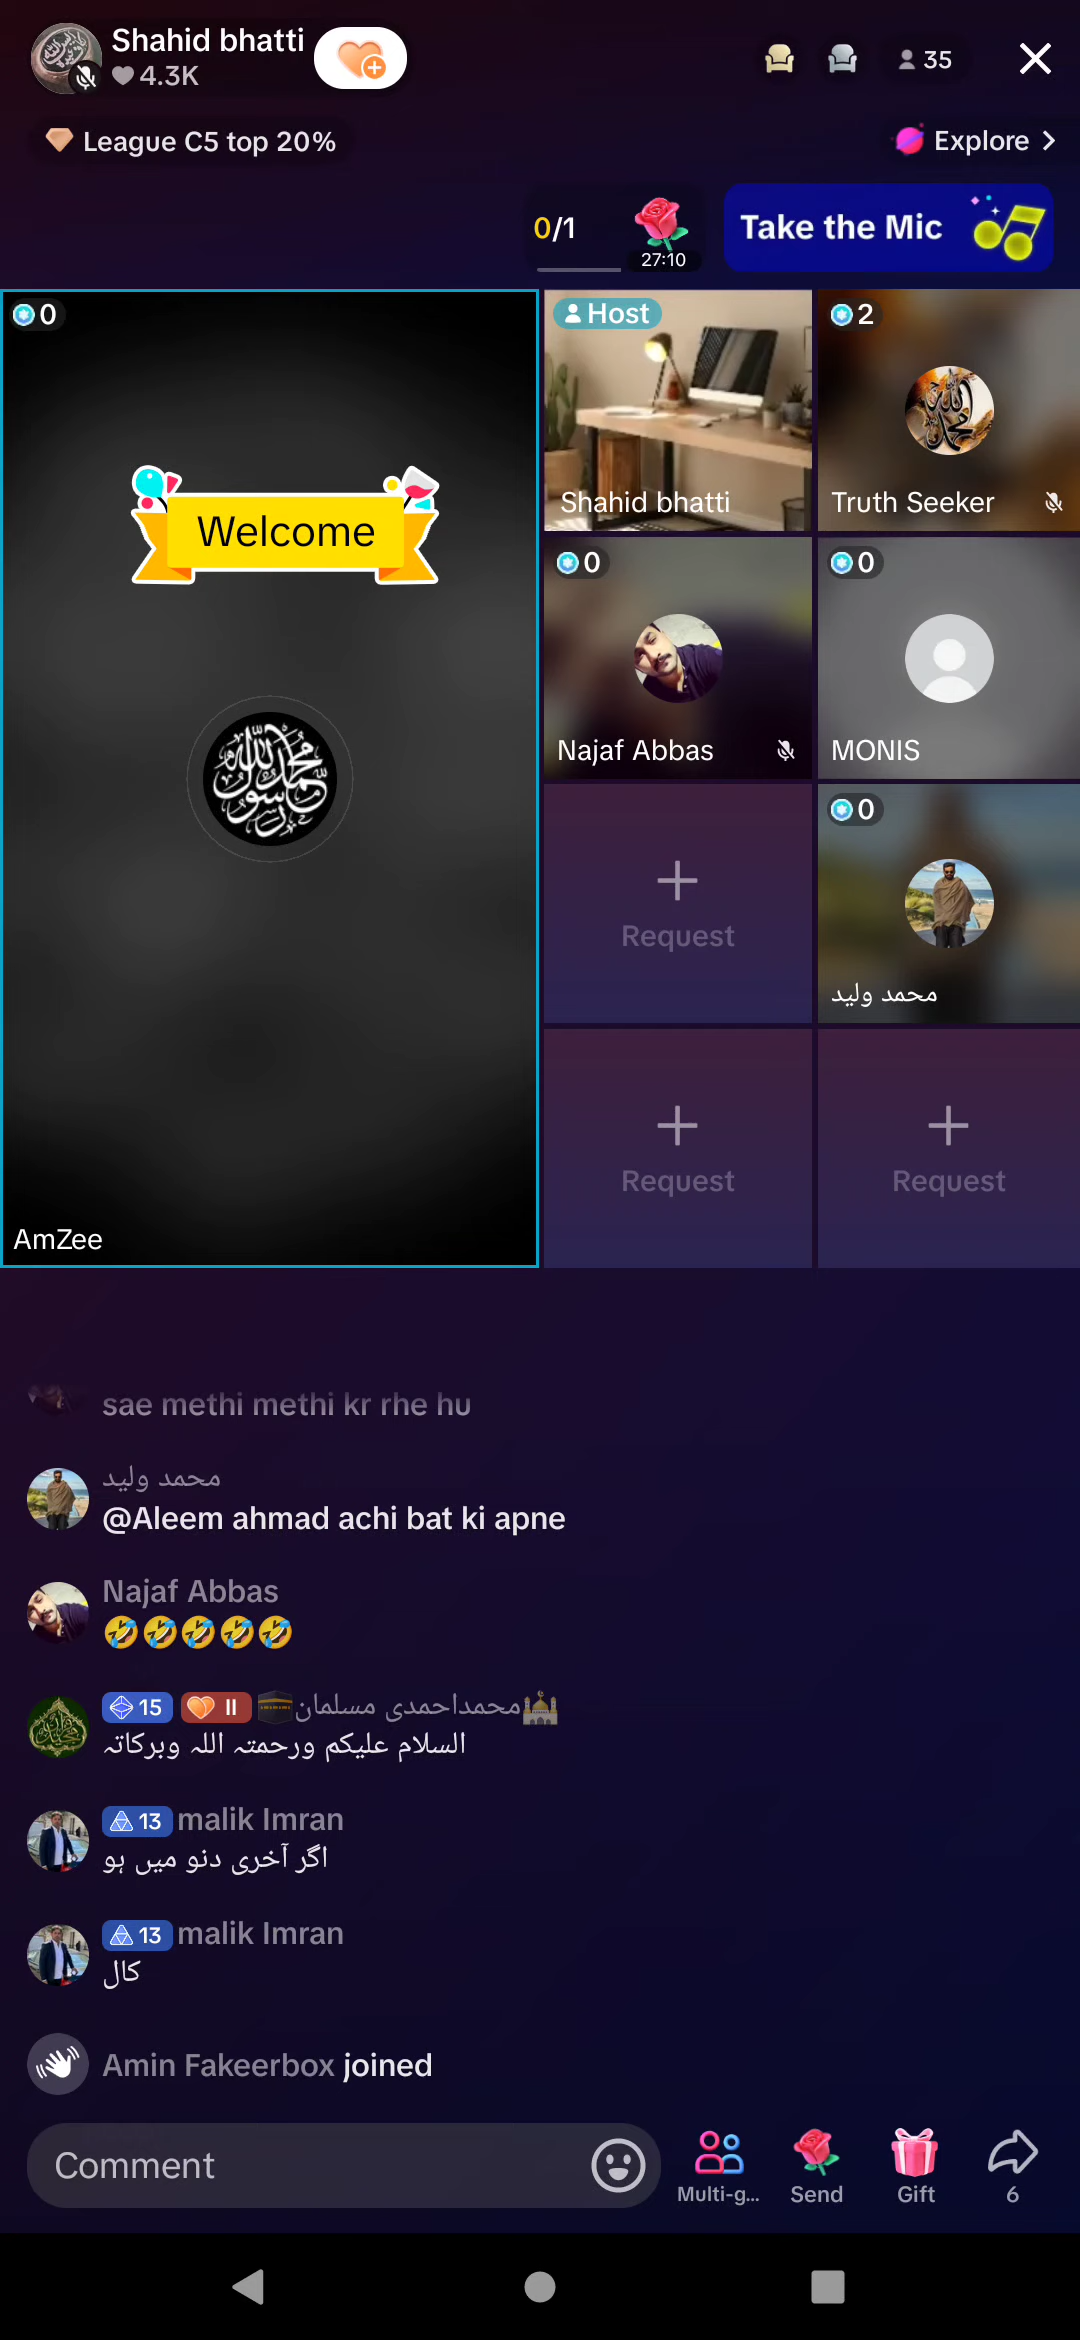 Shahid bhatti
4.3K
35
League C5 top 20%
Explore
0/1
27:10
Take the Mic
0
Welcome
AmZee
Host
Shahid bhatti
2
Truth Seeker
0
Najaf Abbas
0
MONIS
Request
0
محمد ولید
Request
Request
sae methi methi kr rhe hu
محمد ولید
@Aleem ahmad achi bat ki apne
Najaf Abbas
🤣🤣🤣🤣🤣
15 II 🕋محمداحمدی مسلمان🕌
السلام علیکم ورحمتہ اللہ وبرکاتہ
13 malik Imran
اگر آخری دنو میں ہو
13 malik Imran
کال
Amin Fakeerbox joined
Comment
Multi-g...
Send
Gift
6